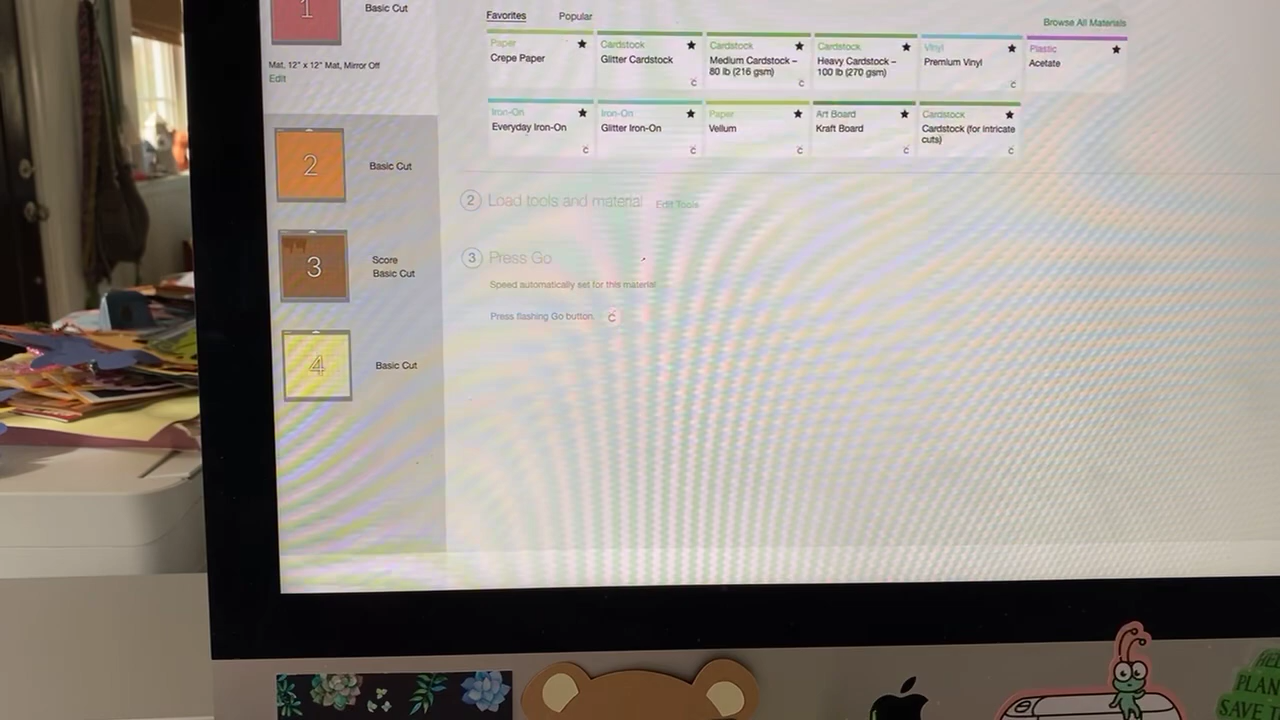 1
Basic Cut
Mat, 12" x 12" Mat, Mirror Off
Edit
2
Basic Cut
3
Score
Basic Cut
4
Basic Cut
Favorites
Popular
Browse All Materials
Paper
Crepe Paper
Cardstock
Glitter Cardstock
Cardstock
Medium Cardstock –
80 lb (216 gsm)
Cardstock
Heavy Cardstock –
100 lb (270 gsm)
Vinyl
Premium Vinyl
Plastic
Acetate
Iron-On
Everyday Iron-On
Iron-On
Glitter Iron-On
Paper
Vellum
Art Board
Kraft Board
Cardstock
Cardstock (for intricate
cuts)
2 Load tools and material Edit Tools
3 Press Go
Speed automatically set for this material
Press flashing Go button.
PLAN
SAVE T